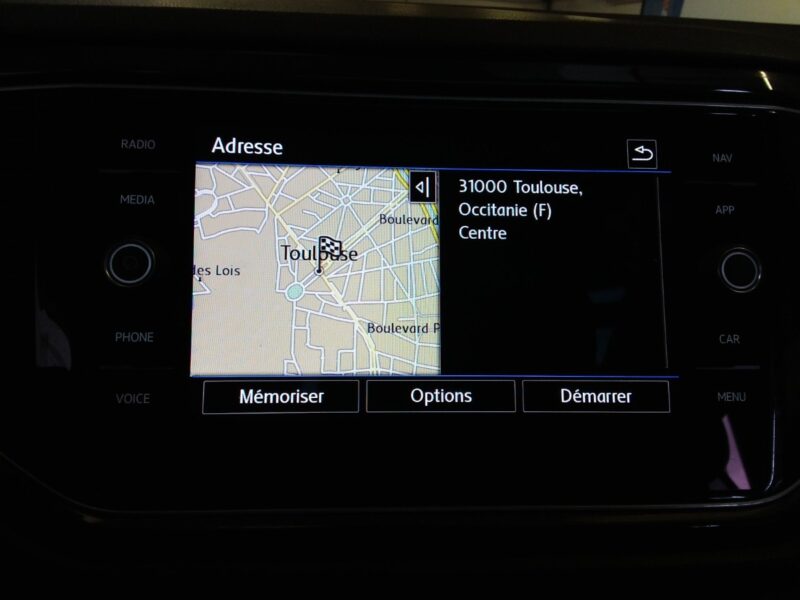 RADIO
MEDIA
PHONE
VOICE
Adresse
Boulevard
Toulouse
des Lois
Boulevard P
31000 Toulouse,
Occitanie (F)
Centre
Mémoriser
Options
Démarrer
NAV
APP
CAR
MENU